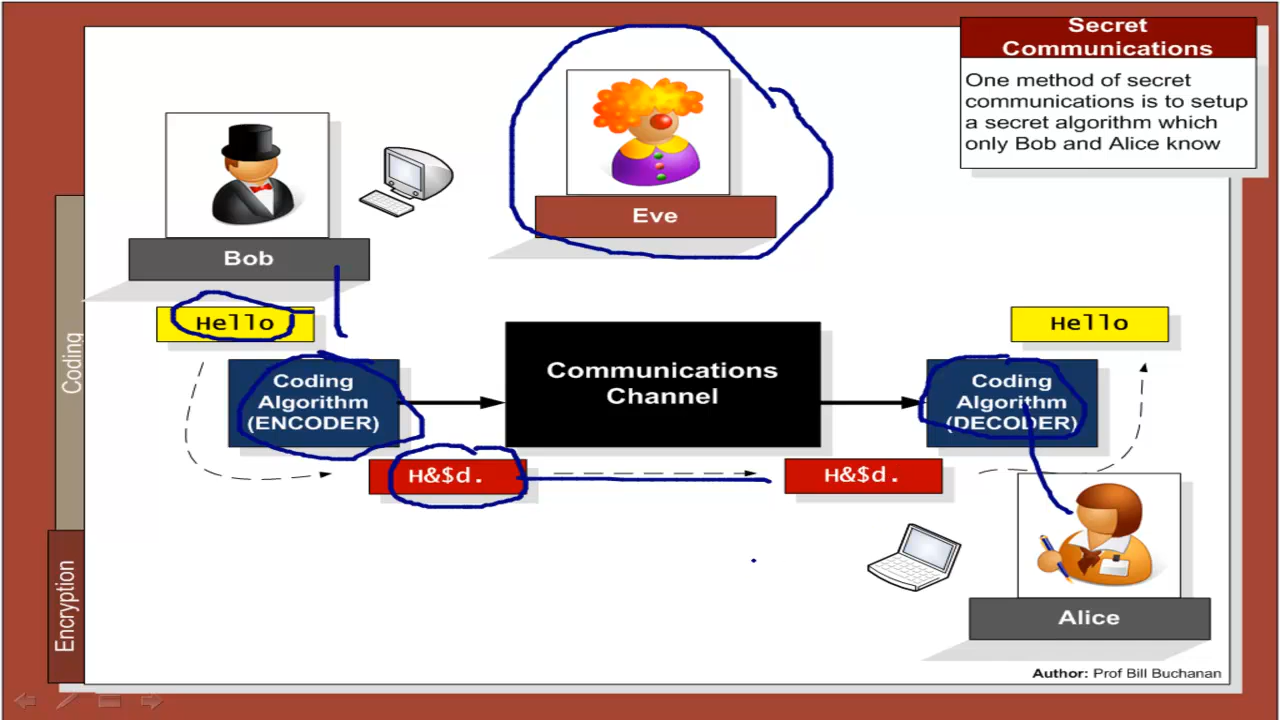 Secret
Communications
One method of secret
communications is to setup
a secret algorithm which
only Bob and Alice know
Eve
Bob
Hello
Hello
Coding
Coding
Algorithm
(ENCODER)
Communications
Channel
Coding
Algorithm
(DECODER)
H&$d.
H&$d.
Encryption
Alice
Author: Prof Bill Buchanan